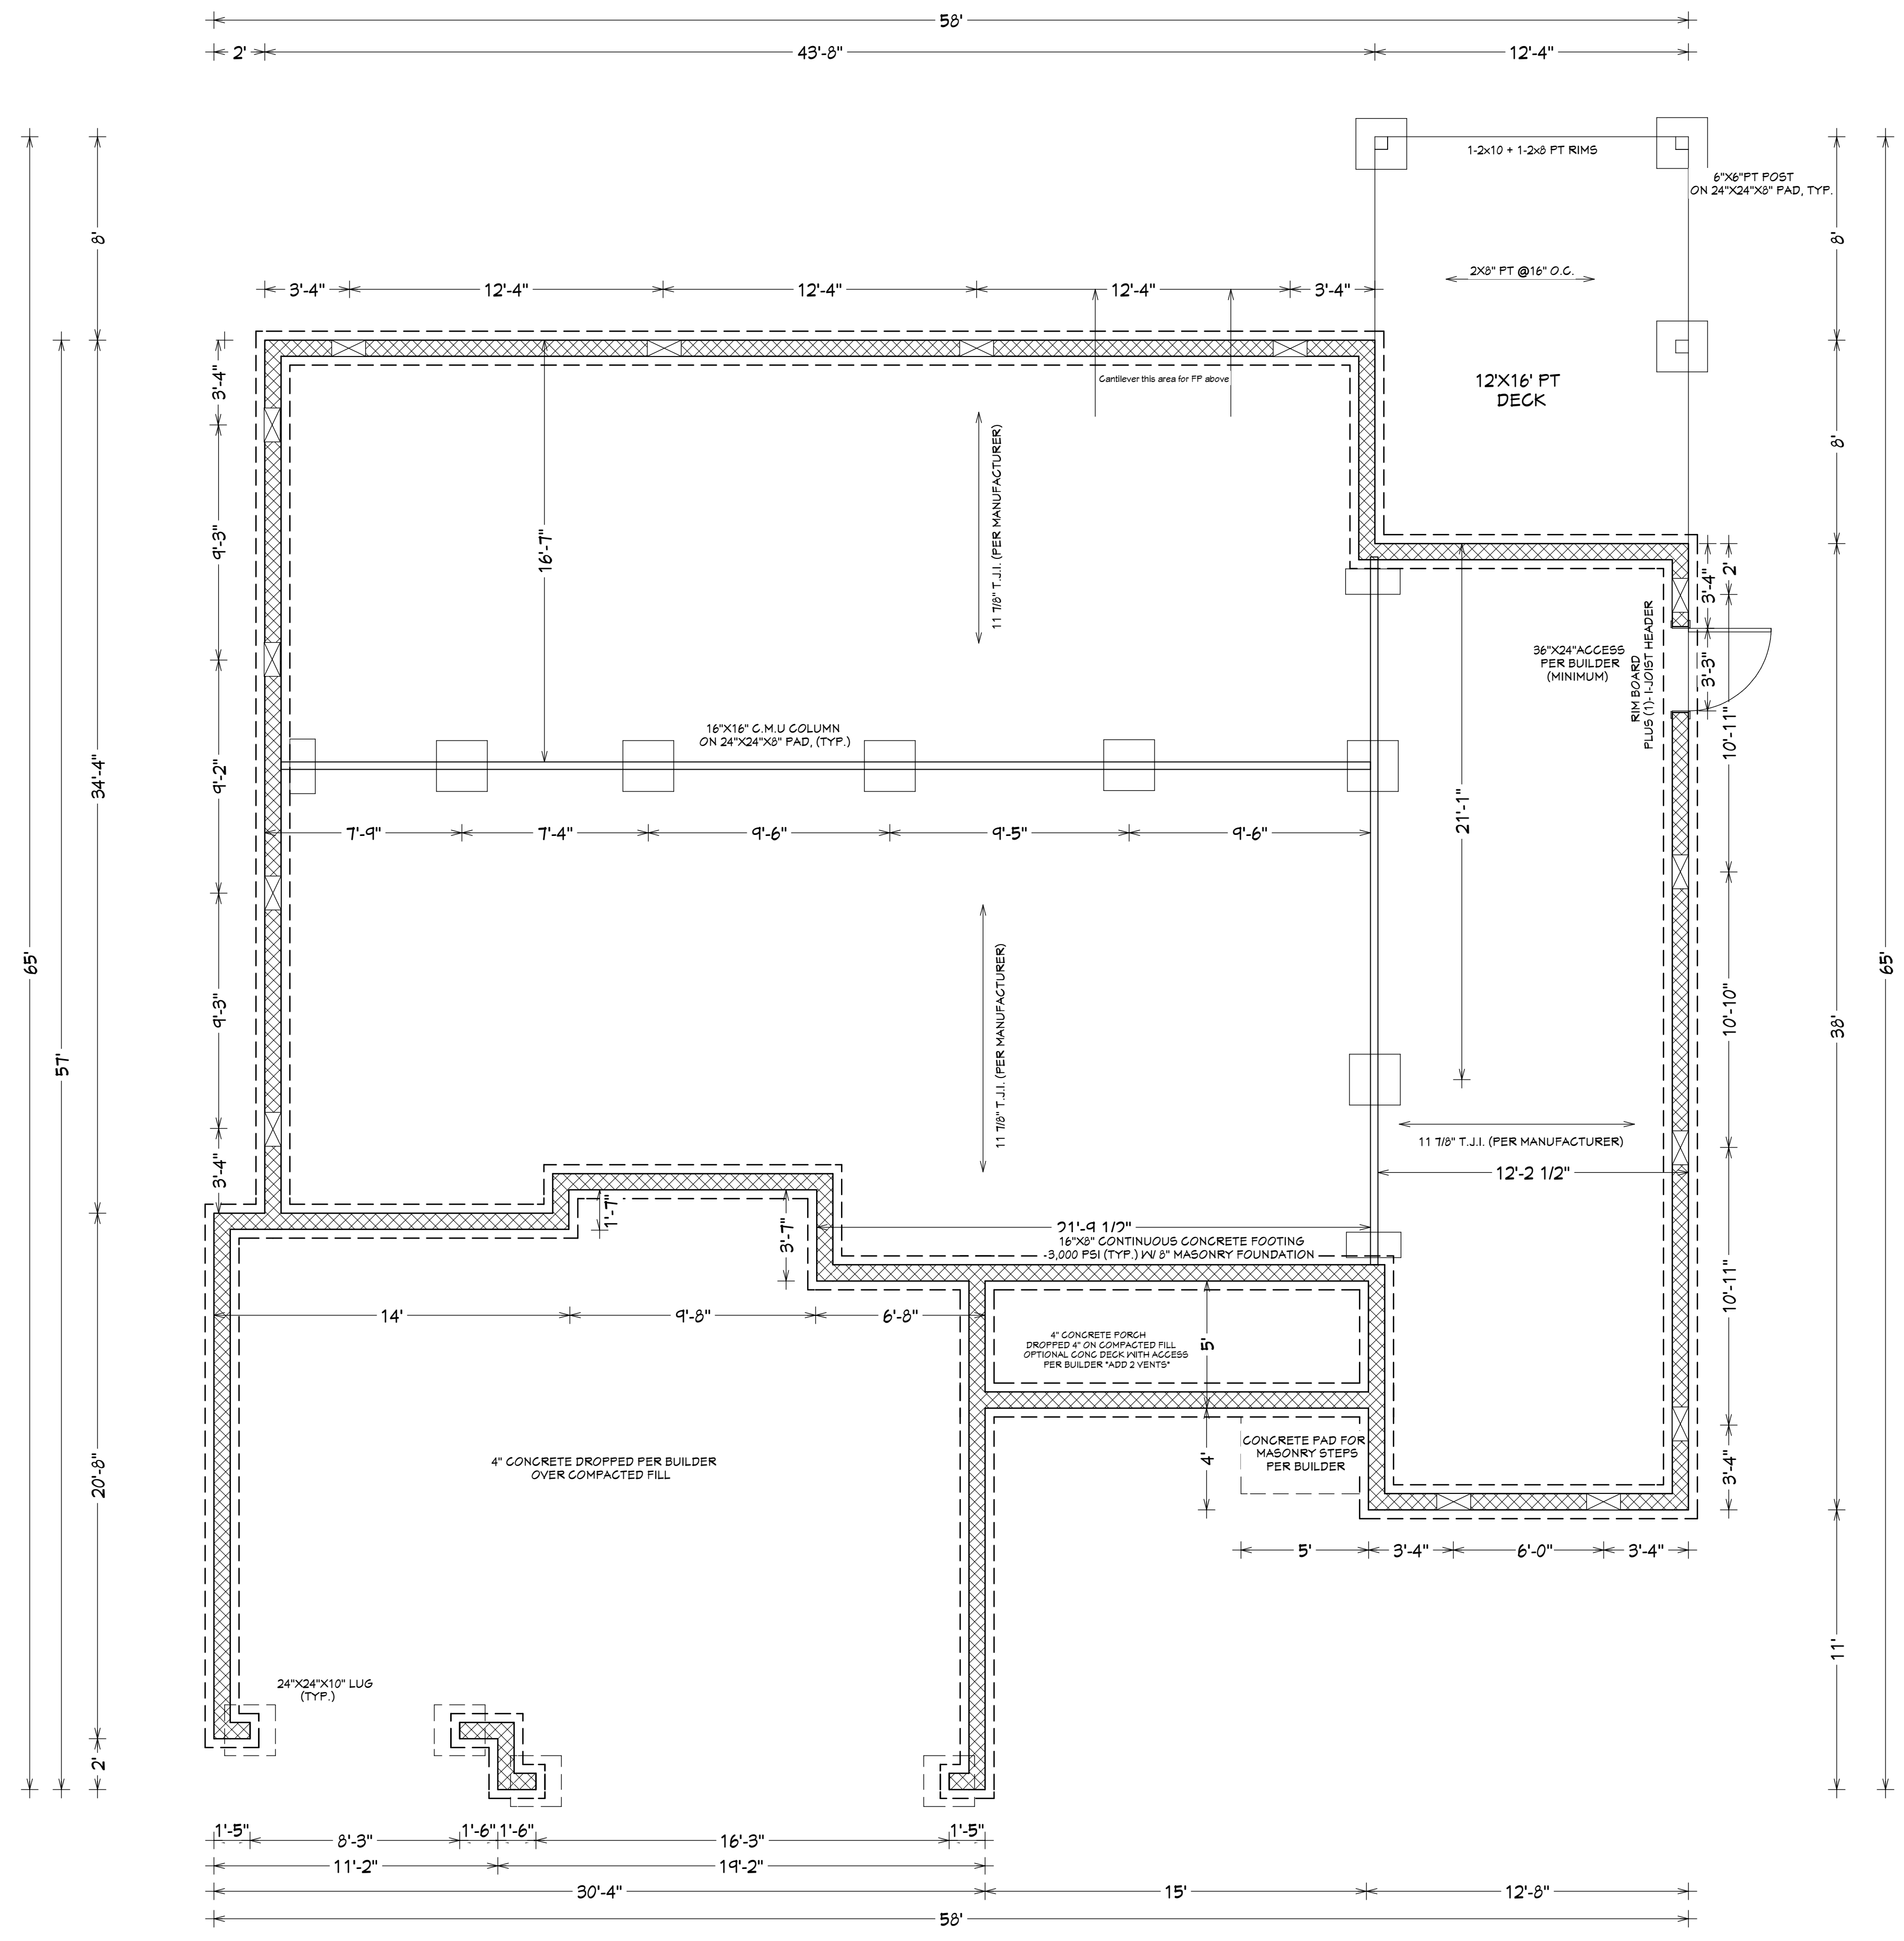 58'
2' 43'-8" 12'-4"
1-2x10 + 1-2x8 PT RIMS
6"X6"PT POST
ON 24"X24"X8" PAD, TYP.
8'
8'
2X8" PT @16" O.C.
3'-4" 12'-4" 12'-4" 12'-4" 3'-4"
Cantilever this area for FP above
12'X16' PT
DECK
3'-4"
8'
9'-3"
16'-7"
11 7/8" T.J.I. (PER MANUFACTURER)
2'
3'-4"
36"X24"ACCESS
PER BUILDER
(MINIMUM)
RIM BOARD
PLUS (1)- I-JOIST HEADER
3'-3"
10'-11"
16"X16" C.M.U COLUMN
ON 24"X24"X8" PAD, (TYP.)
34'-4"
9'-2"
21'-1"
7'-9" 7'-4" 9'-6" 9'-5" 9'-6"
65'
57'
9'-3"
11 7/8" T.J.I. (PER MANUFACTURER)
10'-10"
38'
65'
11 7/8" T.J.I. (PER MANUFACTURER)
12'-2 1/2"
3'-4"
1'-7"
3'-7"
21'-9 1/2"
16"X8" CONTINUOUS CONCRETE FOOTING
-3,000 PSI (TYP.) W/ 8" MASONRY FOUNDATION
10'-11"
14' 9'-8" 6'-8"
4" CONCRETE PORCH
DROPPED 4" ON COMPACTED FILL
OPTIONAL CONC DECK WITH ACCESS
PER BUILDER *ADD 2 VENTS*
5'
4" CONCRETE DROPPED PER BUILDER
OVER COMPACTED FILL
CONCRETE PAD FOR
MASONRY STEPS
PER BUILDER
4'
3'-4"
20'-8"
5' 3'-4" 6'-0" 3'-4"
11'
24"X24"X10" LUG
(TYP.)
2'
1'-5" 8'-3" 1'-6" 1'-6" 16'-3" 1'-5"
11'-2" 19'-2"
30'-4" 15' 12'-8"
58'